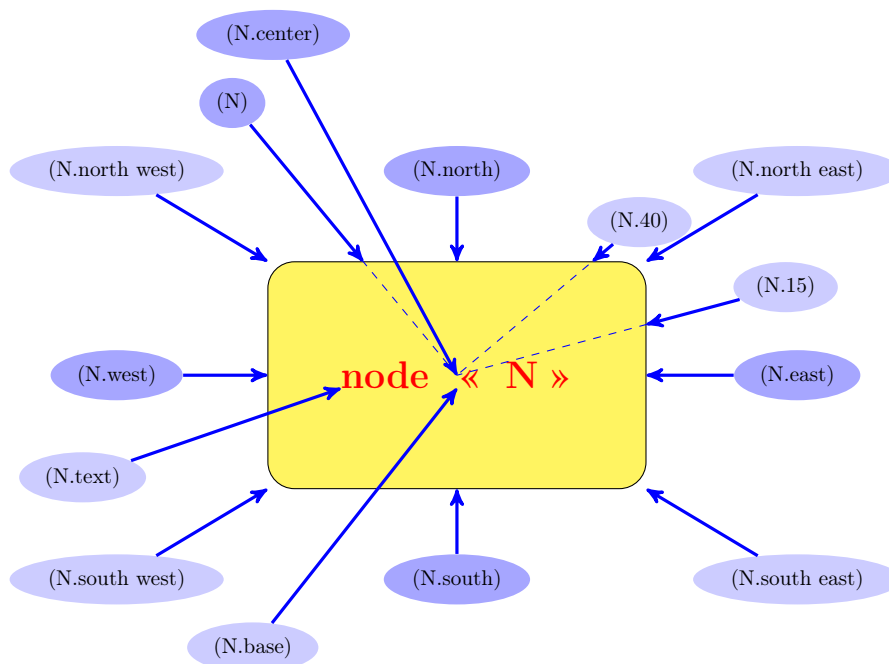 (N.center)
(N)
(N.north west)
(N.north)
(N.north east)
(N.40)
(N.15)
(N.west)
node « N »
(N.east)
(N.text)
(N.south west)
(N.south)
(N.south east)
(N.base)